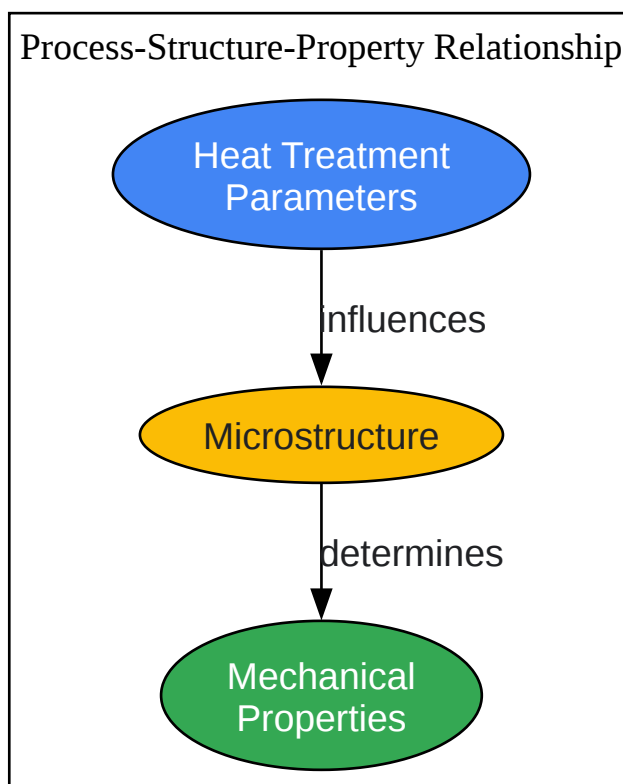 Process-Structure-Property Relationship
Heat Treatment
Parameters
influences
Microstructure
determines
Mechanical
Properties